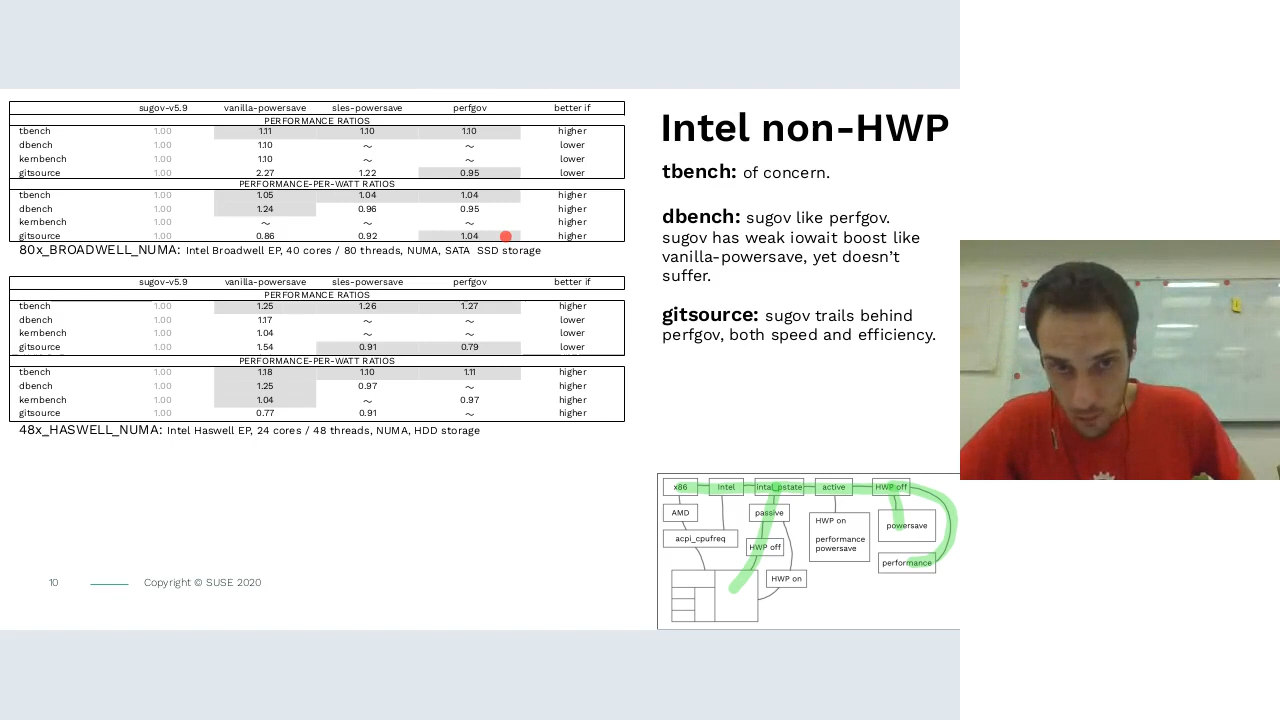 sugov-v5.9 vanilla-powersave sles-powersave perfgov better if
PERFORMANCE RATIOS
tbench 1.00 1.11 1.10 1.10 higher
dbench 1.00 1.10 ~ ~ lower
kernbench 1.00 1.10 ~ ~ lower
gitsource 1.00 2.27 1.22 0.95 lower
PERFORMANCE-PER-WATT RATIOS
tbench 1.00 1.05 1.04 1.04 higher
dbench 1.00 1.24 0.96 0.95 higher
kernbench 1.00 ~ ~ ~ higher
gitsource 1.00 0.86 0.92 1.04 higher
80x_BROADWELL_NUMA: Intel Broadwell EP, 40 cores / 80 threads, NUMA, SATA SSD storage
sugov-v5.9 vanilla-powersave sles-powersave perfgov better if
PERFORMANCE RATIOS
tbench 1.00 1.25 1.26 1.27 higher
dbench 1.00 1.17 ~ ~ lower
kernbench 1.00 1.04 ~ ~ lower
gitsource 1.00 1.54 0.91 0.79 lower
PERFORMANCE-PER-WATT RATIOS
tbench 1.00 1.18 1.10 1.11 higher
dbench 1.00 1.25 0.97 ~ higher
kernbench 1.00 1.04 ~ 0.97 higher
gitsource 1.00 0.77 0.91 ~ higher
48x_HASWELL_NUMA: Intel Haswell EP, 24 cores / 48 threads, NUMA, HDD storage
Intel non-HWP
tbench: of concern.
dbench: sugov like perfgov.
sugov has weak iowait boost like
vanilla-powersave, yet doesn't
suffer.
gitsource: sugov trails behind
perfgov, both speed and efficiency.
x86 Intel intel_pstate active HWP off
AMD passive HWP on powersave
acpi_cpufreq performance
HWP off powersave
performance
HWP on
10 Copyright © SUSE 2020